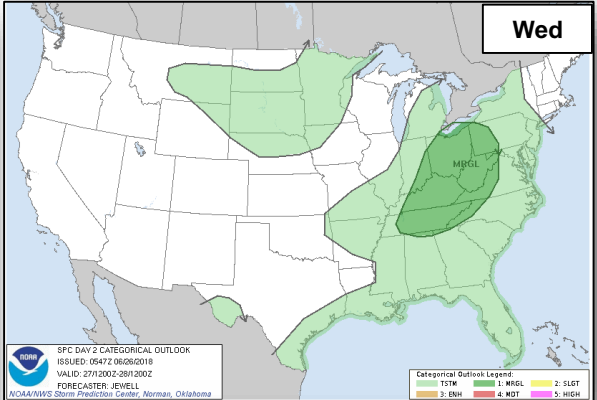 Wed
MRGL
SPC DAY 2 CATEGORICAL OUTLOOK
ISSUED: 0547Z 06/26/2018
VALID: 27/1200Z-28/1200Z
FORECASTER: JEWELL
NOAA/NWS Storm Prediction Center, Norman, Oklahoma
NOAA
Categorical Outlook Legend:
TSTM 1: MRGL 2: SLGT
3: ENH 4: MDT 5: HIGH